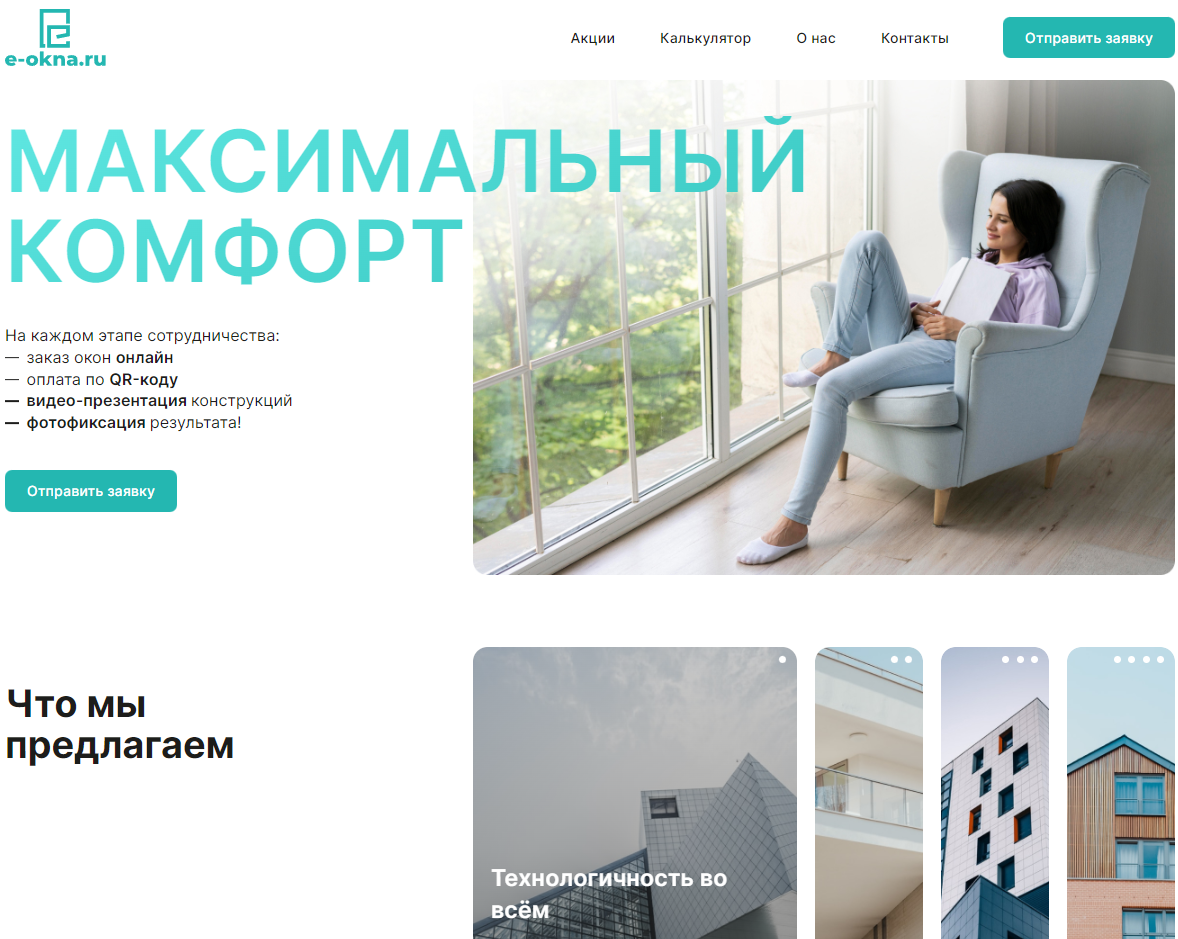 e-okna.ru
Акции
Калькулятор
О нас
Контакты
Отправить заявку
МАКСИМАЛЬНЫЙ
КОМФОРТ
На каждом этапе сотрудничества:
— заказ окон онлайн
— оплата по QR-коду
— видео-презентация конструкций
— фотофиксация результата!
Отправить заявку
Что мы
предлагаем
Технологичность во
всём